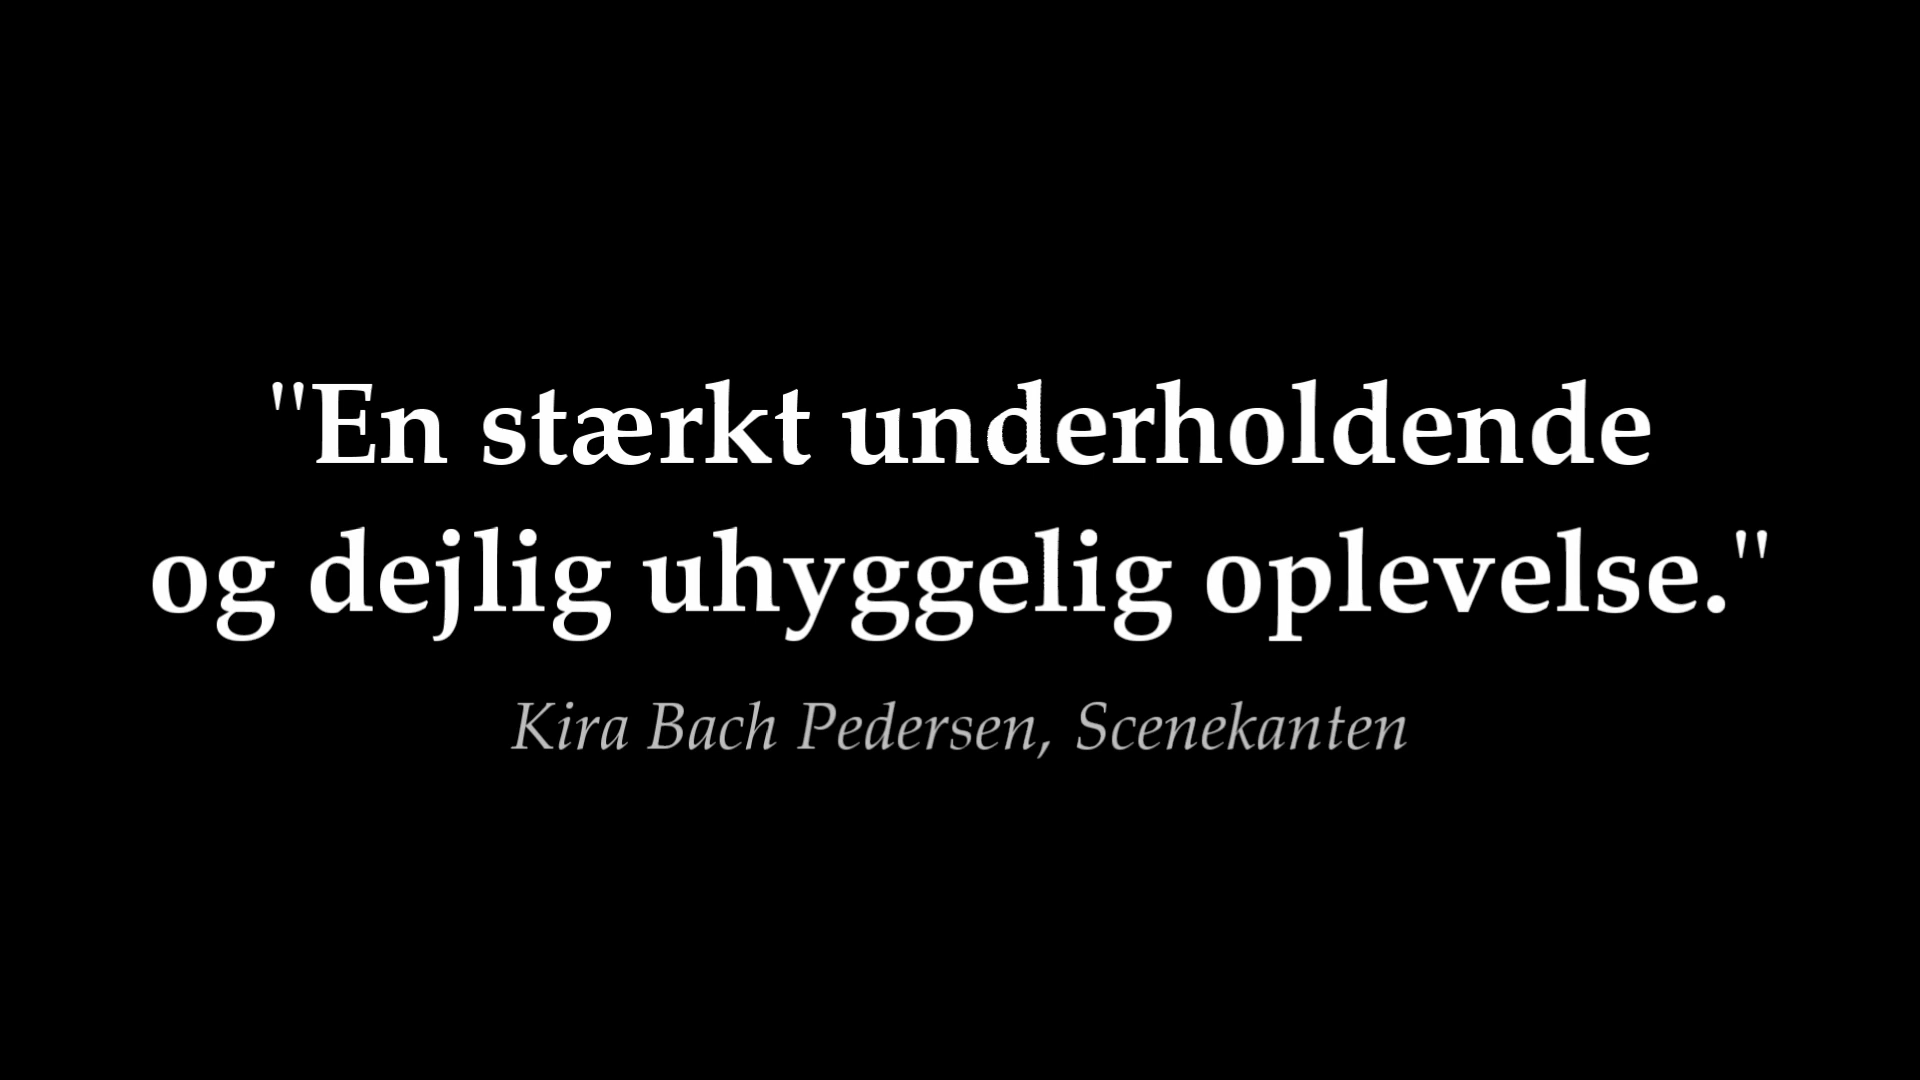 "En stærkt underholdende
og dejlig uhyggelig oplevelse."
Kira Bach Pedersen, Scenekanten